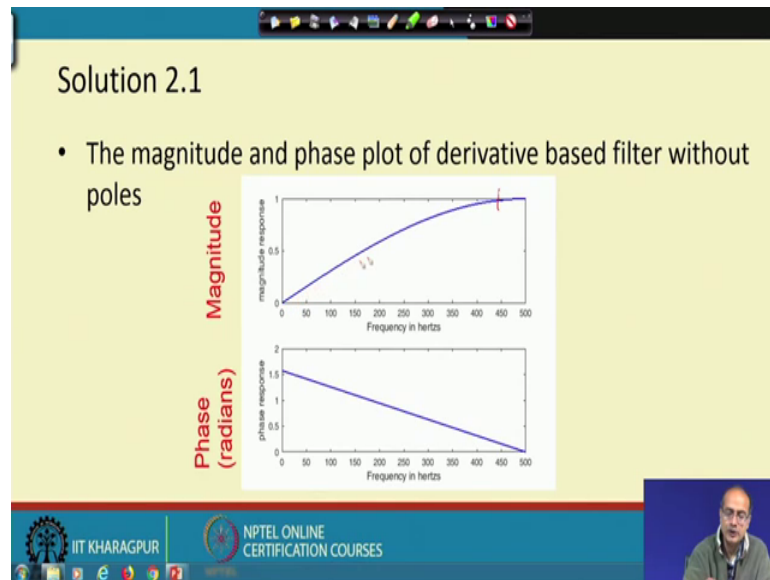 Solution 2.1
• The magnitude and phase plot of derivative based filter without
poles
Magnitude
magnitude response
1
0.5
0
0 50 100 150 200 250 300 350 400 450 500
Frequency in hertzs
Phase
(radians)
phase response
2
1.5
1
0.5
0
0 50 100 150 200 250 300 350 400 450 500
Frequency in hertzs
IIT KHARAGPUR
NPTEL ONLINE
CERTIFICATION COURSES